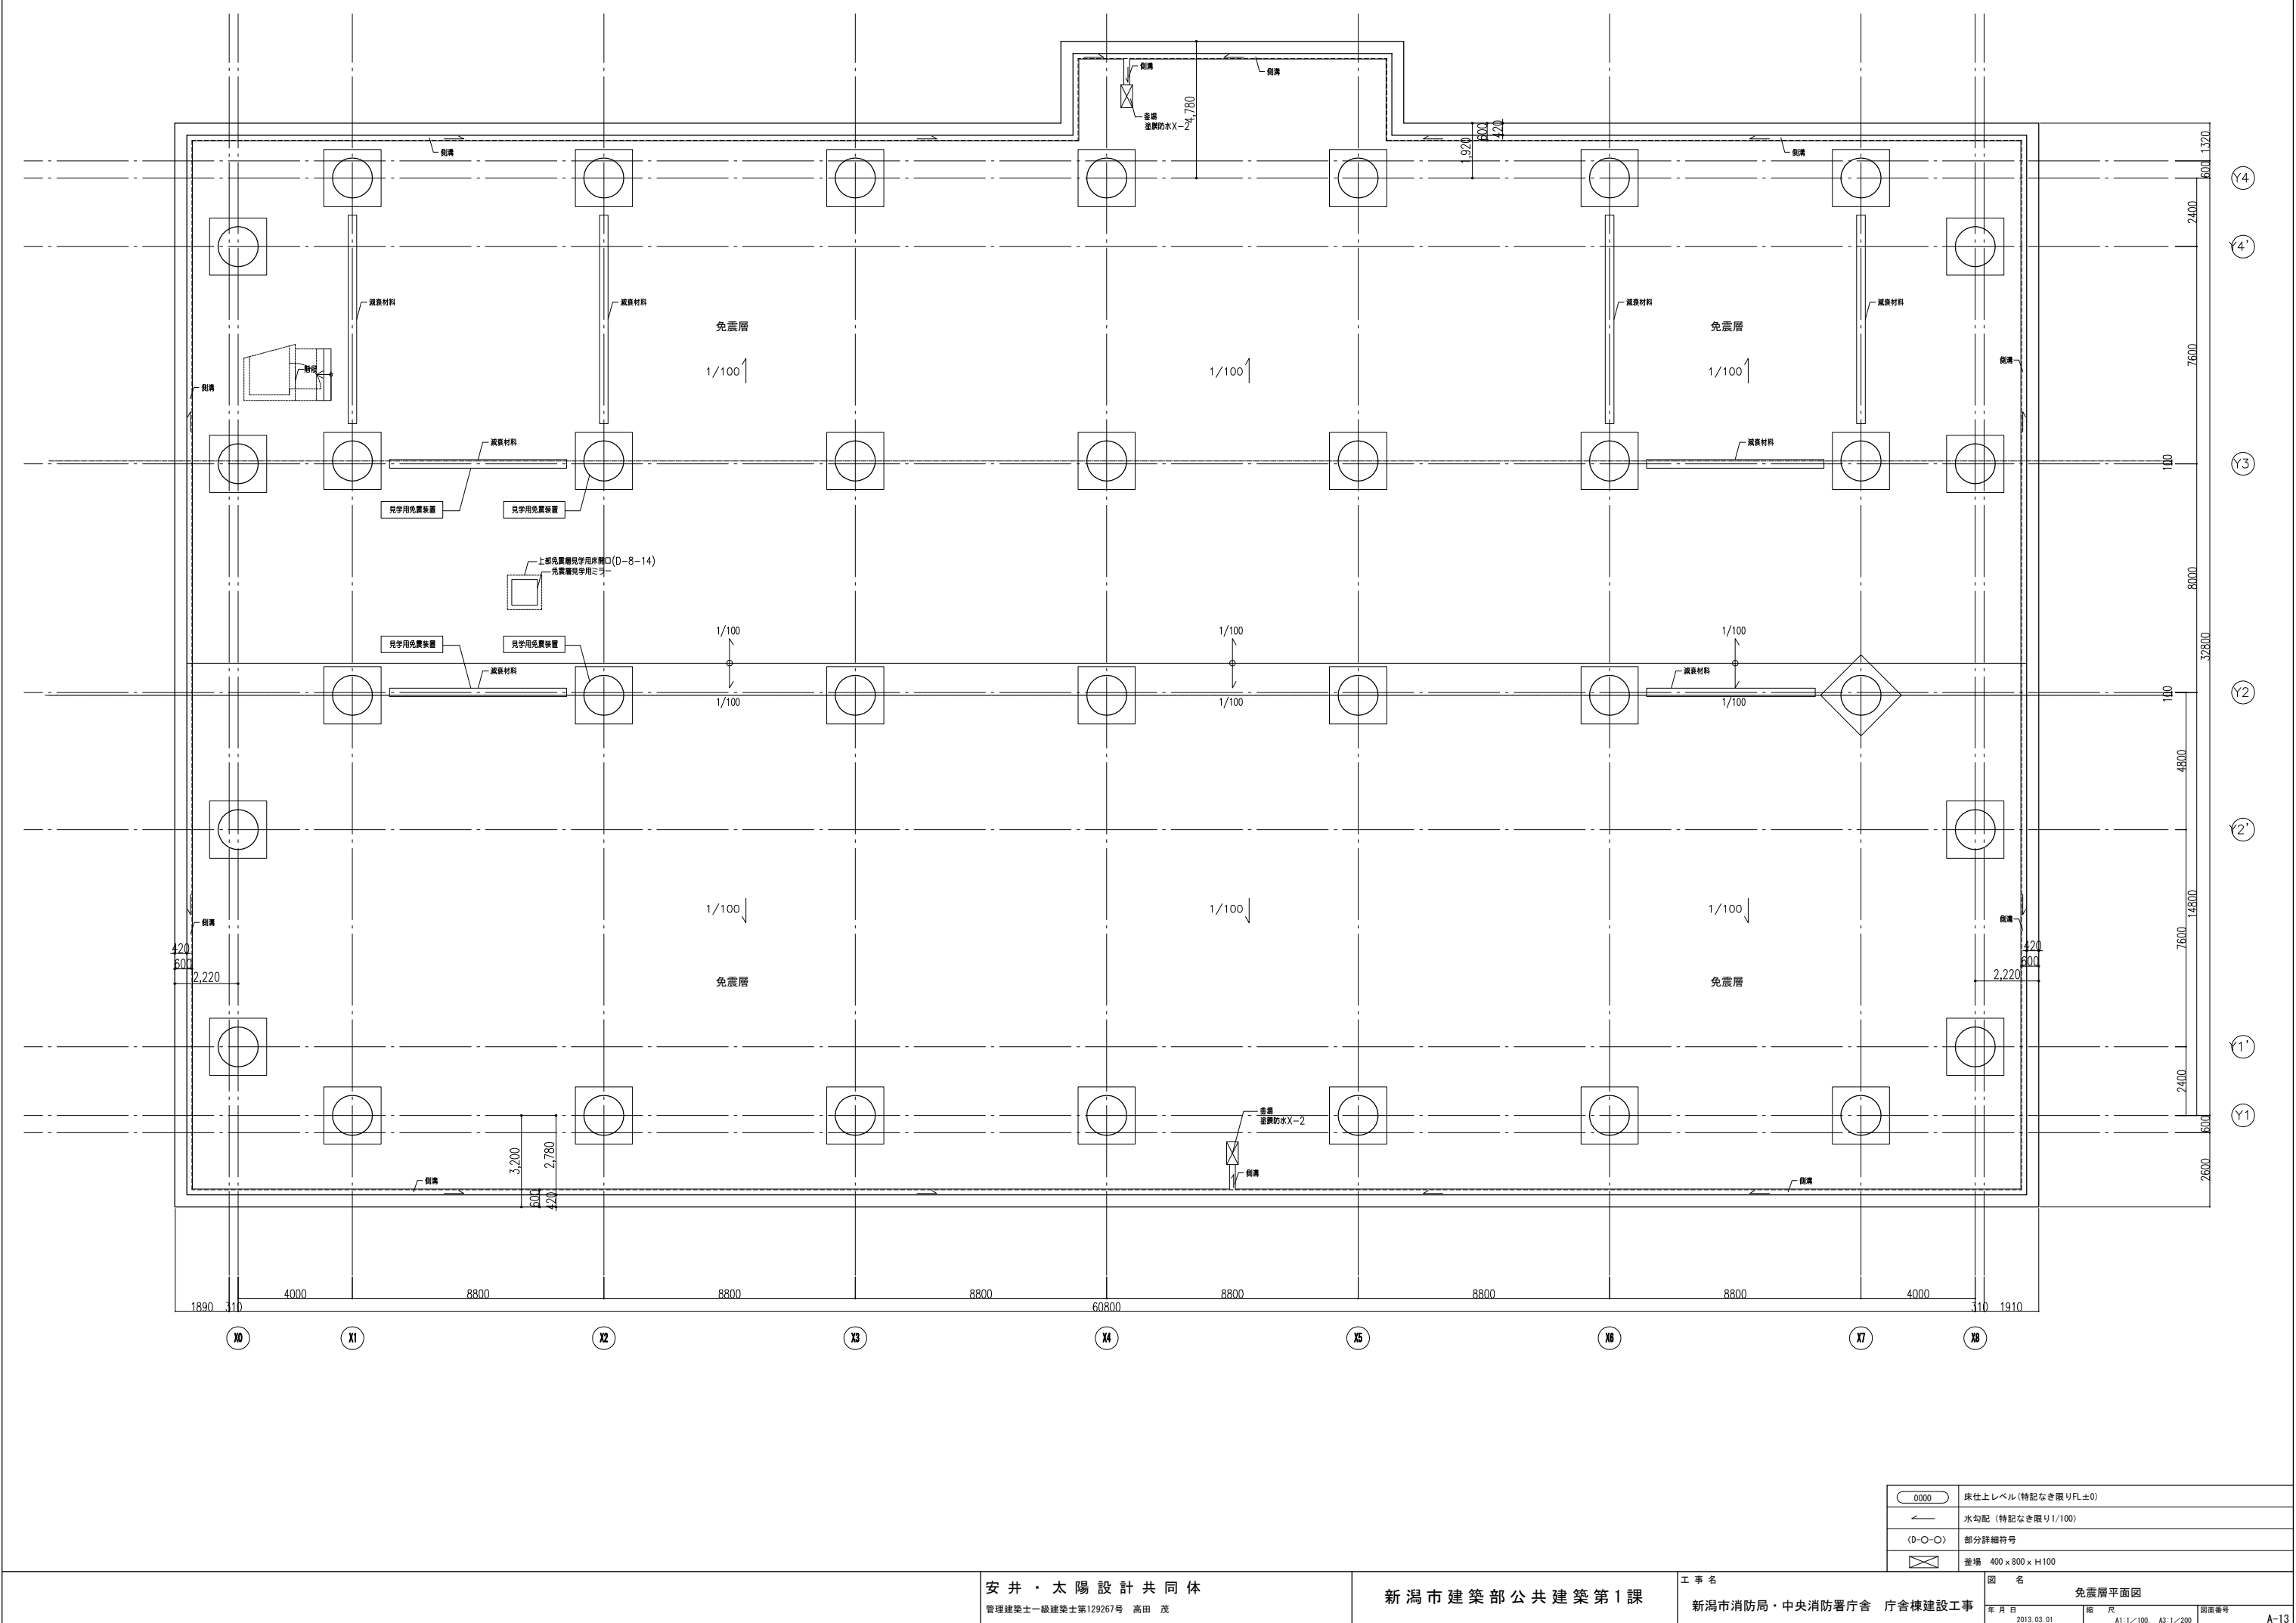 側溝
側溝
釜場
塗膜防水X-2
4,780
1,920
600
420
側溝
側溝
1320
600
Y4
2400
Y4'
減衰材料
減衰材料
減衰材料
減衰材料
免震層
免震層
1/100
1/100
1/100
階段
側溝
側溝
7600
減衰材料
減衰材料
100
Y3
見学用免震装置
見学用免震装置
上部免震層見学用床開口(D-8-14)
免震層見学用ミラー
8000
32800
見学用免震装置
見学用免震装置
減衰材料
減衰材料
1/100
1/100
1/100
1/100
1/100
1/100
100
Y2
4800
Y2'
1/100
1/100
1/100
側溝
側溝
14800
7600
420
600
2,220
420
600
2,220
免震層
免震層
Y1'
2400
Y1
600
2600
釜場
塗膜防水X-2
側溝
3,200
2,780
600
420
側溝
側溝
4000
8800
8800
8800
8800
8800
8800
4000
1890
310
60800
310
1910
X0
X1
X2
X3
X4
X5
X6
X7
X8
0000 床仕上レベル(特記なき限りFL±0)
水勾配 (特記なき限り1/100)
(D-○-○) 部分詳細符号
釜場 400 x 800 x H100
安井・太陽設計共同体
管理建築士一級建築士第129267号 高田 茂
新潟市建築部公共建築第1課
工事名
新潟市消防局・中央消防署庁舎 庁舎棟建設工事
図 名
免震層平面図
年月日
2013.03.01
縮 尺
A1:1/100, A3:1/200
図面番号
A-13